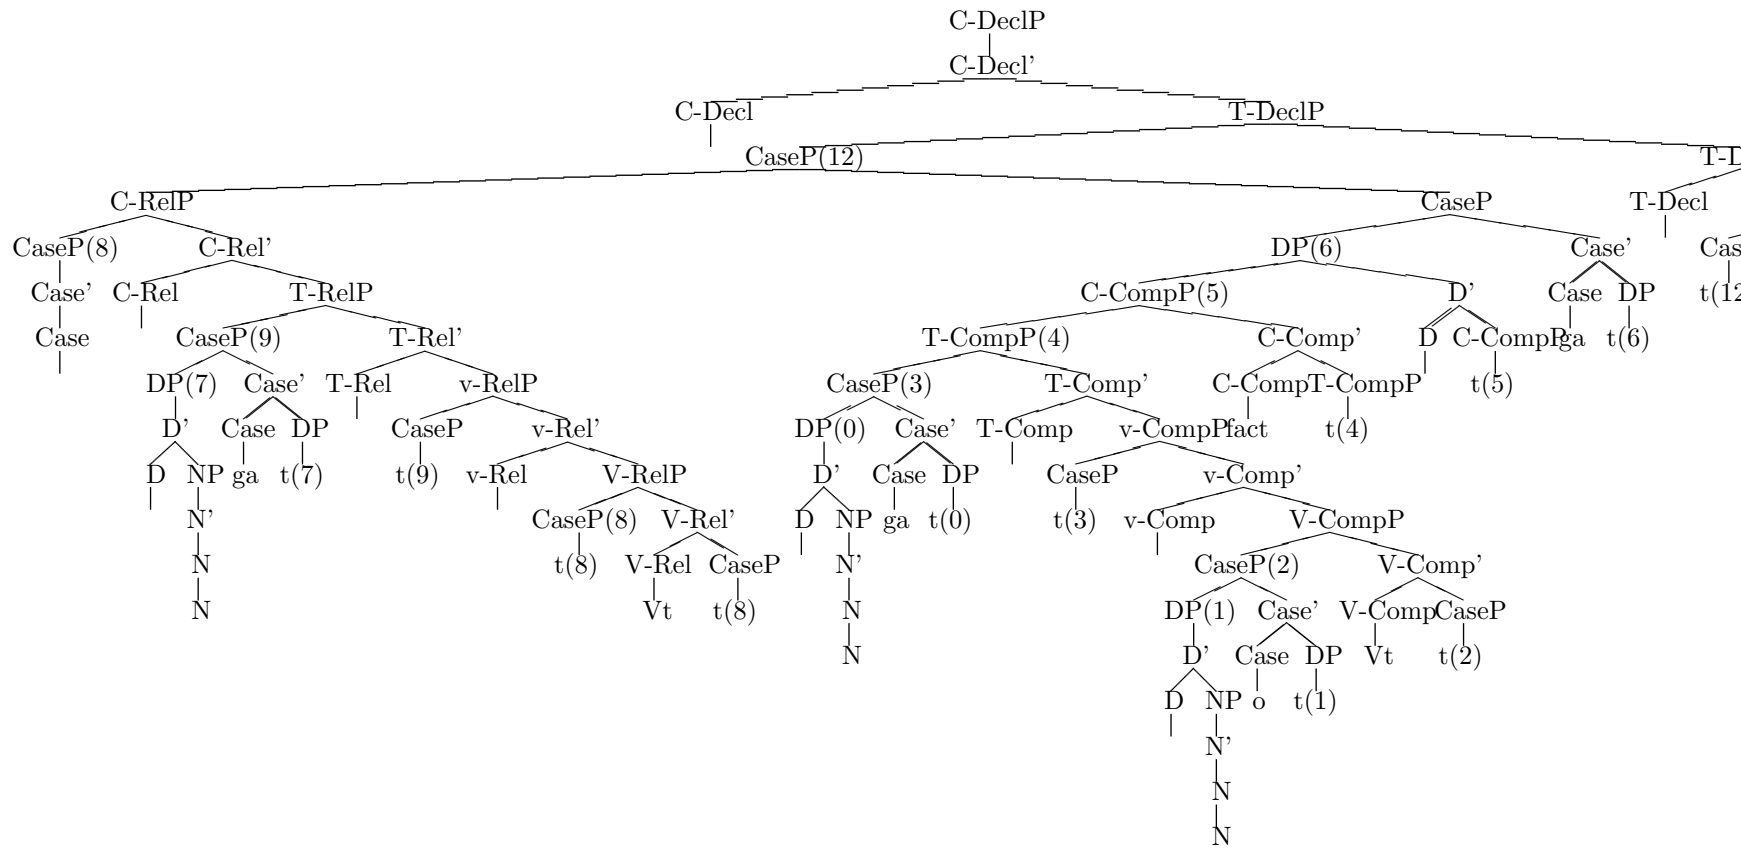 C-DeclP
C-Decl'
C-Decl T-DeclP
CaseP(12) T-D
C-RelP CaseP T-Decl
CaseP(8) C-Rel' DP(6) Case' Cas
Case' C-Rel T-RelP C-CompP(5) D' Case DP t(12
Case CaseP(9) T-Rel' T-CompP(4) C-Comp' D C-CompP ga t(6)
DP(7) Case' T-Rel v-RelP CaseP(3) T-Comp' C-Comp T-CompP t(5)
D' Case DP CaseP v-Rel' DP(0) Case' T-Comp v-CompP fact t(4)
D NP ga t(7) t(9) v-Rel V-RelP D' Case DP CaseP v-Comp'
N' CaseP(8) V-Rel' D NP ga t(0) t(3) v-Comp V-CompP
N t(8) V-Rel CaseP N' CaseP(2) V-Comp'
N Vt t(8) N DP(1) Case' V-Comp CaseP
N D' Case DP Vt t(2)
D NP o t(1)
N'
N
N